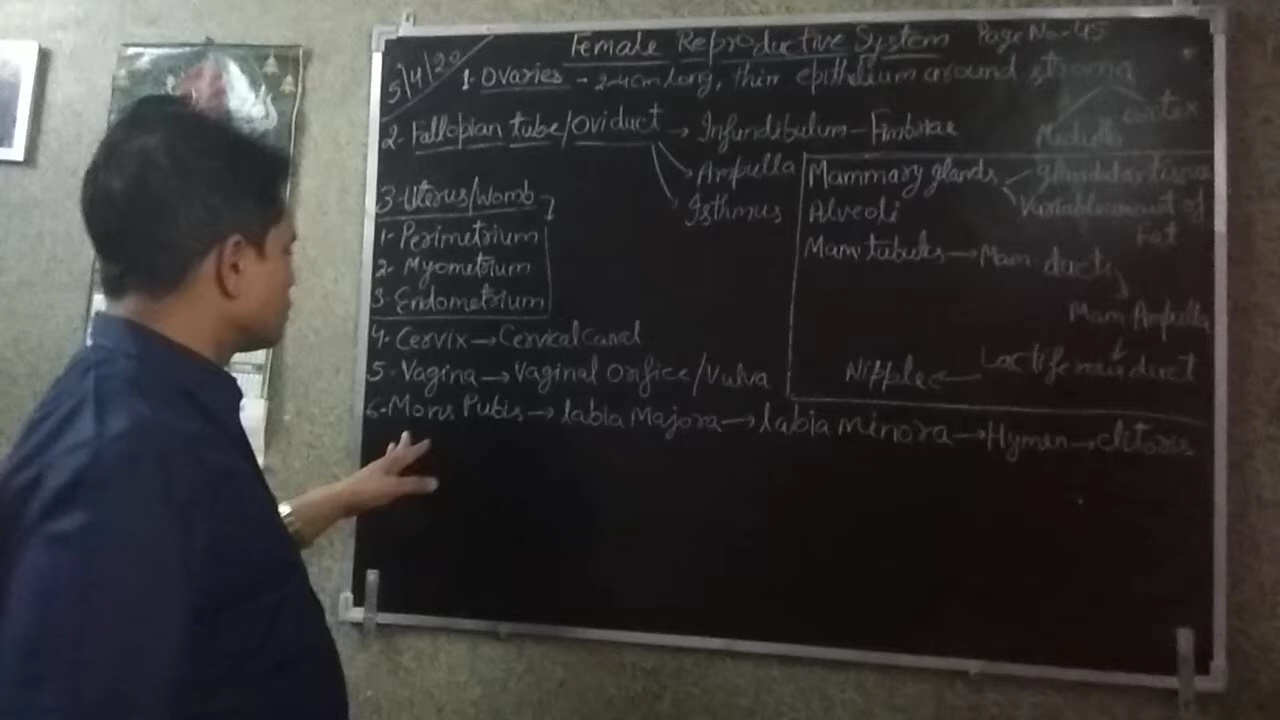 Female Reproductive System Page No-45
5/4/20
1. Ovaries - 2-4cm long, thin epithelium around stroma
Medulla cortex
2. Fallopian tube/Oviduct → Infundibulum - Fimbriae
Ampulla
Isthmus
3. Uterus/Womb
1. Perimetrium
2. Myometrium
3. Endometrium
4. Cervix → Cervical Canal
5. Vagina → Vaginal Orifice/Vulva
6. Mons Pubis → labia Majora → labia minora → Hymen → clitoris
Mammary glands glandular tissue
Variable amount of Fat
Alveoli
Mam tubules → Mam ducts
Mam Ampulla
Nipple ← Lactiferous duct